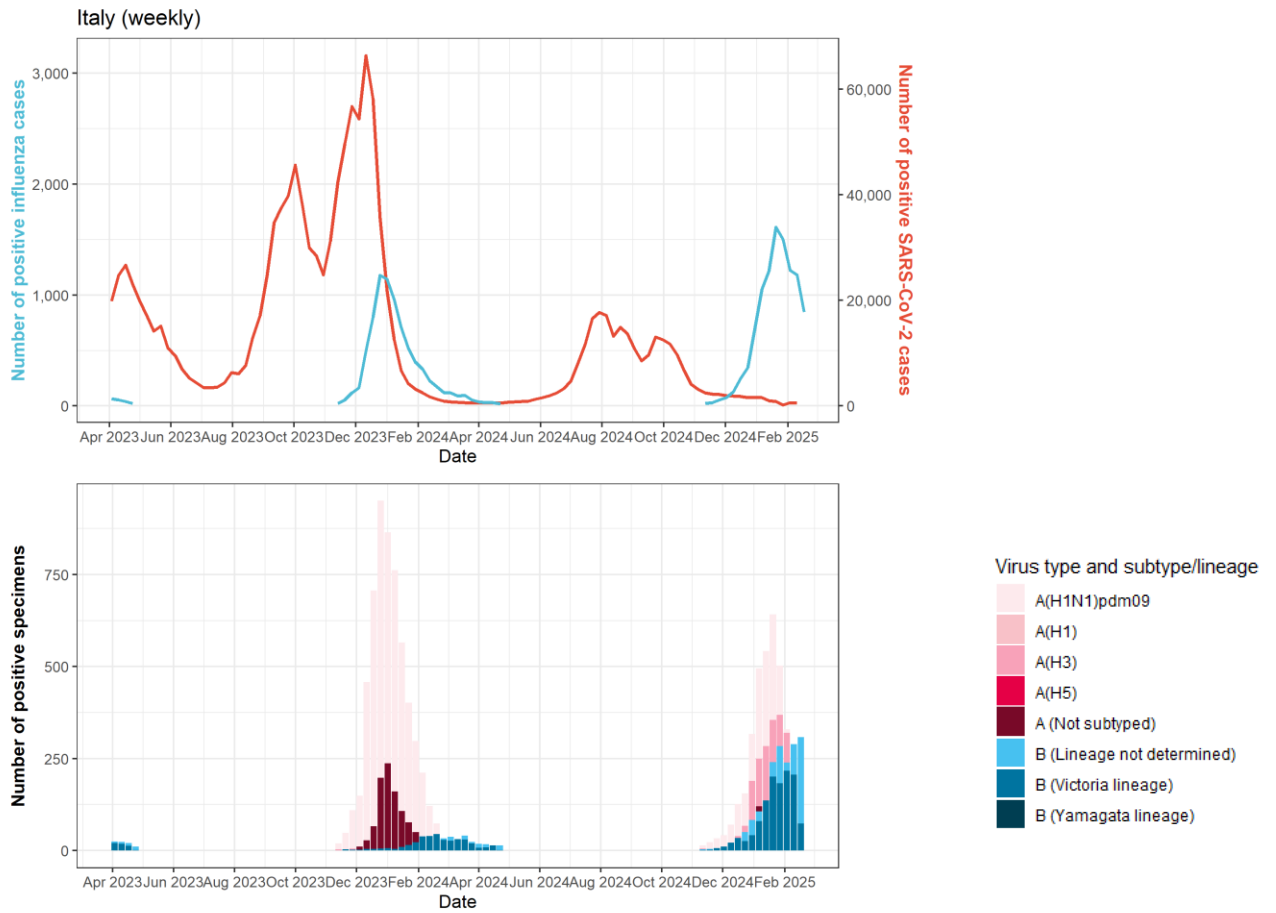 Italy (weekly)
Number of positive influenza cases
3,000
2,000
1,000
0
60,000
40,000
20,000
0
Number of positive SARS-CoV-2 cases
Apr 2023 Jun 2023 Aug 2023 Oct 2023 Dec 2023 Feb 2024 Apr 2024 Jun 2024 Aug 2024 Oct 2024 Dec 2024 Feb 2025
Date
Number of positive specimens
750
500
250
0
Apr 2023 Jun 2023 Aug 2023 Oct 2023 Dec 2023 Feb 2024 Apr 2024 Jun 2024 Aug 2024 Oct 2024 Dec 2024 Feb 2025
Date
Virus type and subtype/lineage
A(H1N1)pdm09
A(H1)
A(H3)
A(H5)
A (Not subtyped)
B (Lineage not determined)
B (Victoria lineage)
B (Yamagata lineage)